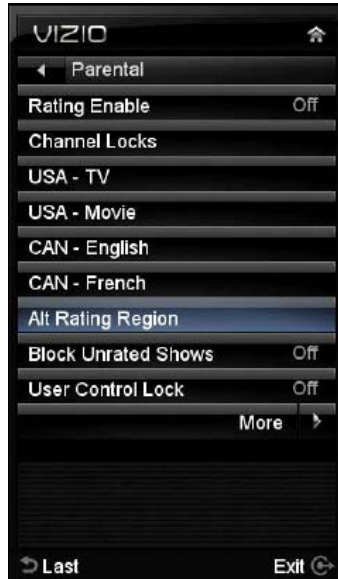 VIZIO
Parental
Rating Enable Off
Channel Locks
USA - TV
USA - Movie
CAN - English
CAN - French
Alt Rating Region
Block Unrated Shows Off
User Control Lock Off
More
Last Exit